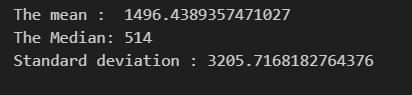 The mean :  1496.4389357471027
The Median: 514
Standard deviation : 3205.7168182764376